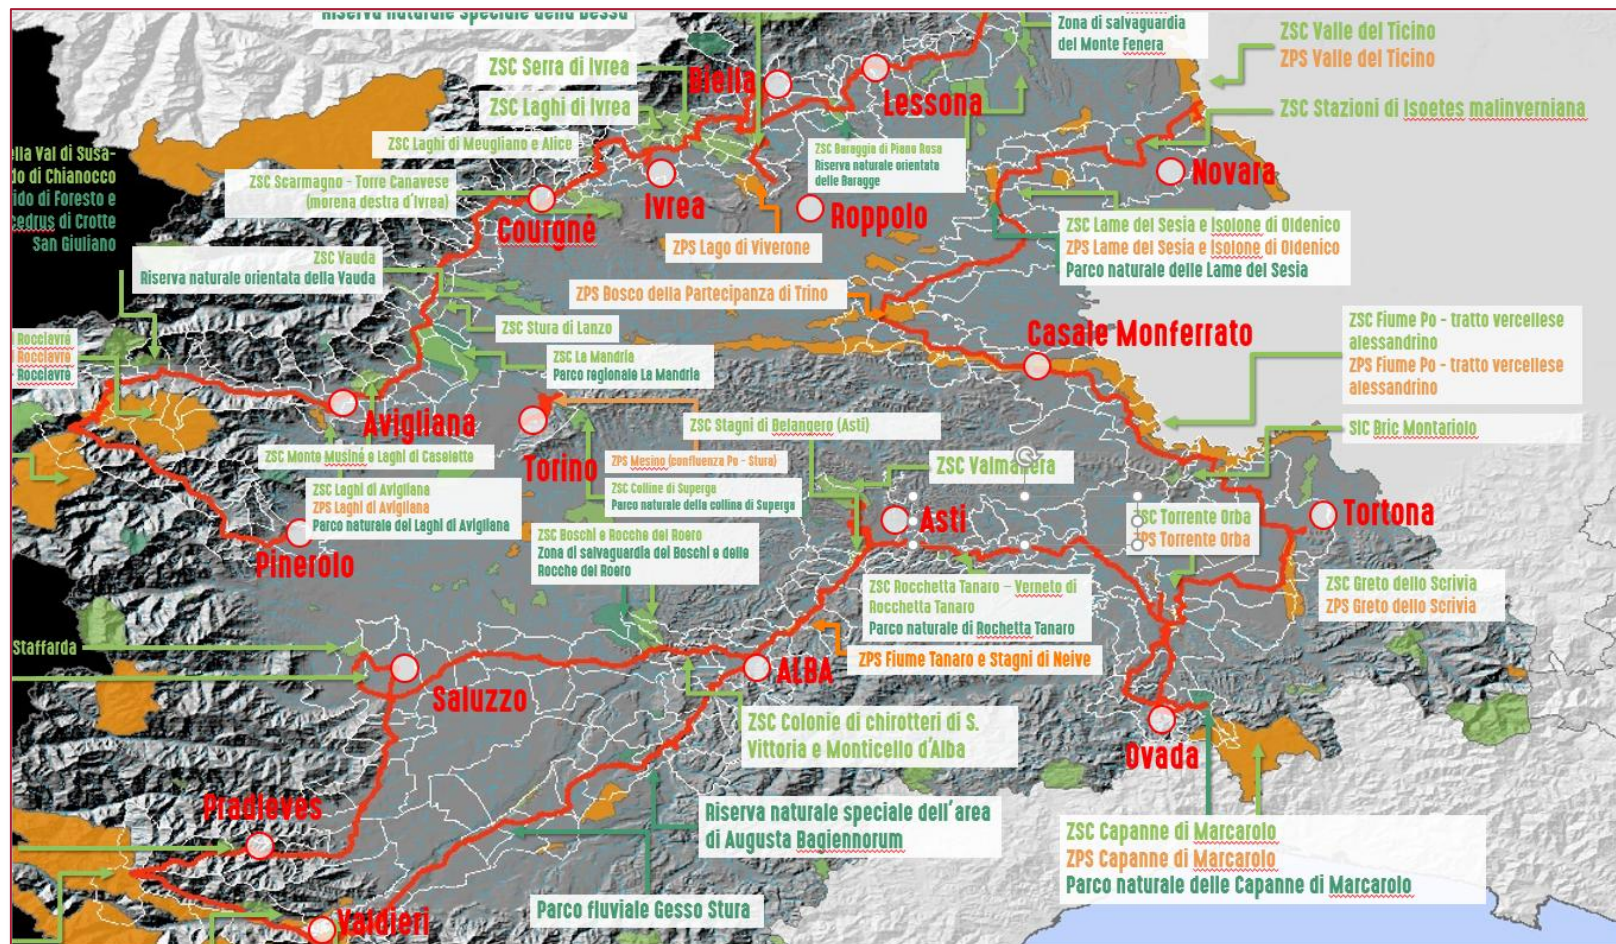 Riserva naturale speciale della Bessa
Zona di salvaguardia
del Monte Fenera
ZSC Valle del Ticino
ZPS Valle del Ticino
ZSC Serra di Ivrea
Biella
Lessona
ZSC Laghi di Ivrea
ZSC Stazioni di Isoetes malinverniana
ZSC Laghi di Meugliano e Alice
ZSC Baraggia di Piano Rosa
Riserva naturale orientata
delle Baragge
ella Val di Susa-
do di Chianocco
rido di Foresto e
cedrus di Crotte
San Giuliano
ZSC Scarmagno - Torre Canavese
(morena destra d'Ivrea)
Courgnè
Ivrea
Roppolo
Novara
ZPS Lago di Viverone
ZSC Lame del Sesia e Isolone di Oldenico
ZPS Lame del Sesia e Isolone di Oldenico
Parco naturale delle Lame del Sesia
ZSC Vauda
Riserva naturale orientata della Vauda
ZPS Bosco della Partecipanza di Trino
ZSC Stura di Lanzo
Casale Monferrato
ZSC Fiume Po - tratto vercellese
alessandrino
ZPS Fiume Po - tratto vercellese
alessandrino
Rocciavrè
Rocciavrè
- Rocciavrè
ZSC La Mandria
Parco regionale La Mandria
Avigliana
Torino
ZSC Stagni di Belangero (Asti)
SIC Bric Montariolo
ZSC Monte Musinè e Laghi di Caselette
ZPS Mesino (confluenza Po - Stura)
ZSC Valmanera
ZSC Laghi di Avigliana
ZPS Laghi di Avigliana
Parco naturale dei Laghi di Avigliana
ZSC Colline di Superga
Parco naturale della collina di Superga
Asti
ZSC Torrente Orba
ZPS Torrente Orba
Tortona
Pinerolo
ZSC Boschi e Rocche del Roero
Zona di salvaguardia dei Boschi e delle
Rocche del Roero
ZSC Rocchetta Tanaro – Verneto di
Rocchetta Tanaro
Parco naturale di Rochetta Tanaro
ZSC Greto dello Scrivia
ZPS Greto dello Scrivia
Staffarda
ZPS Fiume Tanaro e Stagni di Neive
Saluzzo
ALBA
ZSC Colonie di chirotteri di S.
Vittoria e Monticello d'Alba
Ovada
Pradleves
Riserva naturale speciale dell'area
di Augusta Bagiennorum
ZSC Capanne di Marcarolo
ZPS Capanne di Marcarolo
Parco naturale delle Capanne di Marcarolo
Valdieri
Parco fluviale Gesso Stura